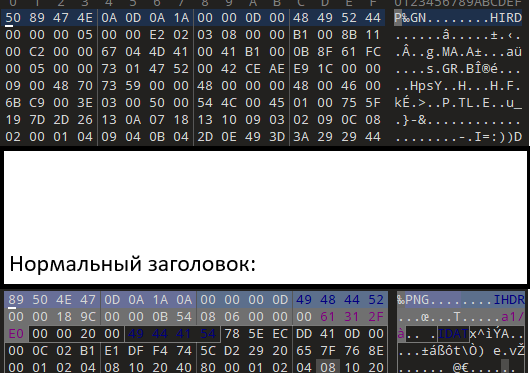 0 1 2 3 4 5 6 7 8 9 A B C D E F 0123456789ABCDEF
50 89 47 4E 0A 0D 0A 1A 00 00 0D 00 48 49 52 44 P‰GN........HIRD
00 00 00 05 00 00 E2 02 03 08 00 00 B1 00 8B 11 ......â.....±.‹.
00 00 C2 00 00 67 04 4D 41 00 41 B1 00 0B 8F 61 FC
00 05 00 00 73 01 47 52 00 42 CE AE E9 1C 00 00 ....s.GR.BÎ®é...
09 00 48 70 73 59 00 00 48 00 48 00 00 46 00
6B C9 00 3E 03 00 50 00 54 4C 00 45 01 00 75 5F kÉ.>..P.TL.E..u_
19 7D 2D 26 13 0A 07 18 13 10 09 03 02 09 0C 08 .}-&............
02 00 01 04 09 04 0B 04 2D 0E 49 3D 3A 29 29 44 ........-.I=:))D
Нормальный заголовок:
89 50 4E 47 0D 0A 1A 0A 00 00 00 0D 49 48 44 52 ‰PNG........IHDR
00 00 18 9C 00 00 0B 54 08 06 00 00 00 61 31 2F ...œ...T.....a1/
E0 00 00 20 00 49 44 41 54 78 5E EC DD 41 0D 00 à.. .IDATx^ìÝA..
00 0C 02 B1 E1 DF F4 74 5C D2 29 20 65 7F 76 8E ...±áßôt\Ò) e.vŽ
00 01 02 04 08 10 20 40 80 00 01 02 04 08 10 20 ...... @€......